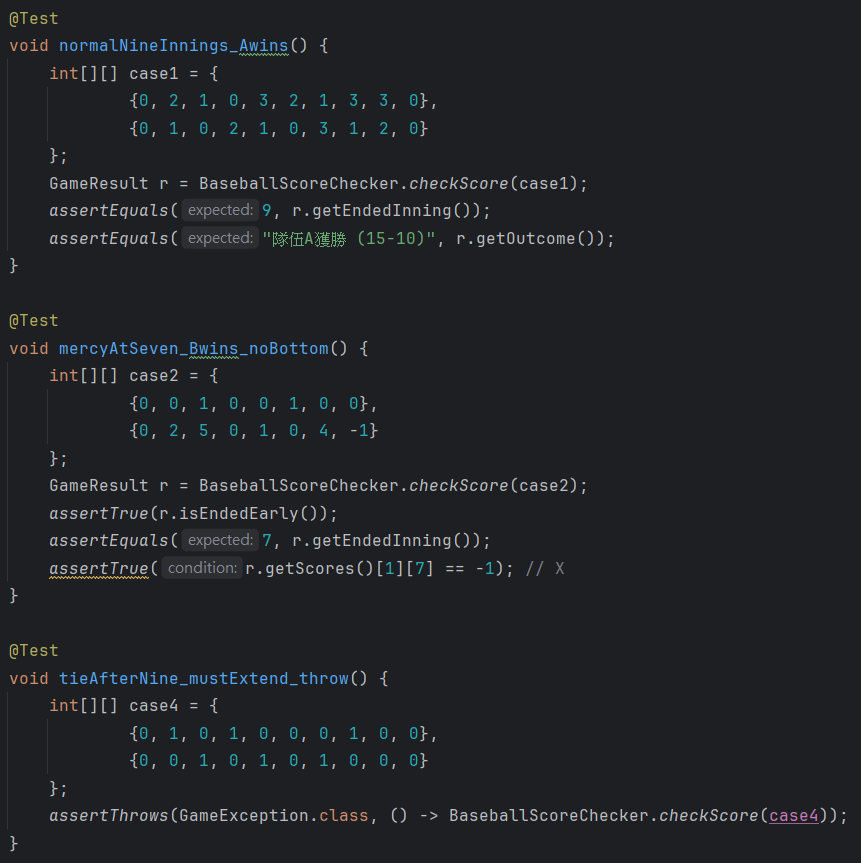 @Test
void normalNineInnings_Awins() {
    int[][] case1 = {
            {0, 2, 1, 0, 3, 2, 1, 3, 3, 0},
            {0, 1, 0, 2, 1, 0, 3, 1, 2, 0}
    };
    GameResult r = BaseballScoreChecker.checkScore(case1);
    assertEquals( expected: 9, r.getEndedInning());
    assertEquals( expected: "隊伍A獲勝 (15-10)", r.getOutcome());
}
@Test
void mercyAtSeven_Bwins_noBottom() {
    int[][] case2 = {
            {0, 0, 1, 0, 0, 1, 0, 0},
            {0, 2, 5, 0, 1, 0, 4, -1}
    };
    GameResult r = BaseballScoreChecker.checkScore(case2);
    assertTrue(r.isEndedEarly());
    assertEquals( expected: 7, r.getEndedInning());
    assertTrue( condition: r.getScores()[1][7] == -1); // X
}
@Test
void tieAfterNine_mustExtend_throw() {
    int[][] case4 = {
            {0, 1, 0, 1, 0, 0, 0, 1, 0, 0},
            {0, 0, 1, 0, 1, 0, 1, 0, 0, 0}
    };
    assertThrows(GameException.class, () -> BaseballScoreChecker.checkScore(case4));
}